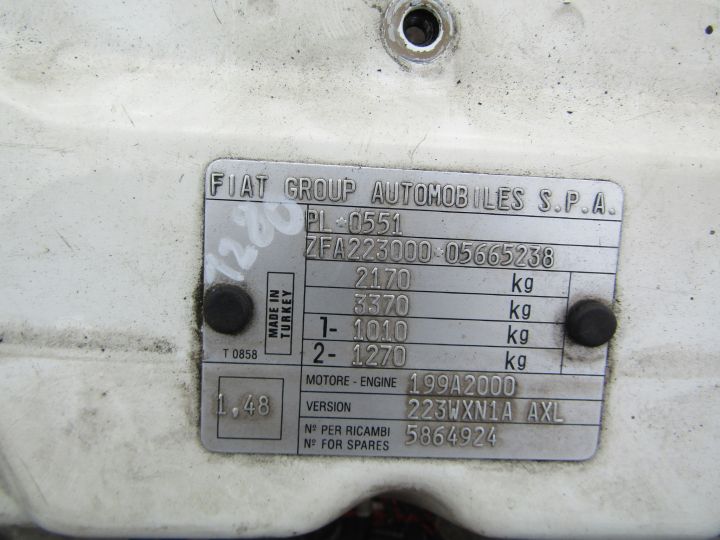 FIAT GROUP AUTOMOBILES S.P.A.
PL*0551
ZFA223000*05665238
2170 kg
3370 kg
1- 1010 kg
2- 1270 kg
MADE IN TURKEY
1280
T 0858
1,48
MOTORE - ENGINE 199A2000
VERSION 223WXN1A AXL
Nº PER RICAMBI
Nº FOR SPARES 5864924